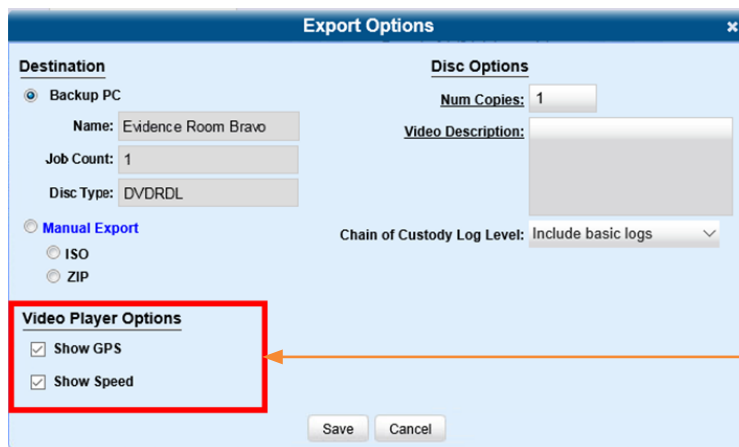 Export Options
Destination
Backup PC
Name: Evidence Room Bravo
Job Count: 1
Disc Type: DVDRDL
Manual Export
ISO
ZIP
Disc Options
Num Copies: 1
Video Description:
Chain of Custody Log Level: Include basic logs
Video Player Options
Show GPS
Show Speed
Save Cancel